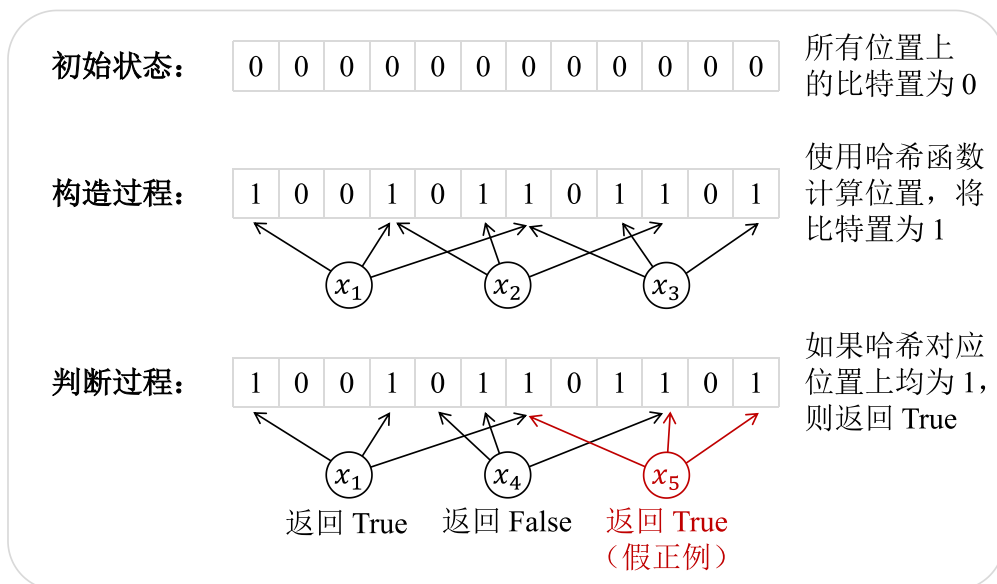 初始状态： 0 0 0 0 0 0 0 0 0 0 0 0
所有位置上
的比特置为 0
构造过程： 1 0 0 1 0 1 1 0 1 1 0 1
使用哈希函数
计算位置，将
比特置为 1
x₁ x₂ x₃
判断过程： 1 0 0 1 0 1 1 0 1 1 0 1
如果哈希对应
位置上均为 1，
则返回 True
x₁ x₄ x₅
返回 True 返回 False 返回 True
（假正例）